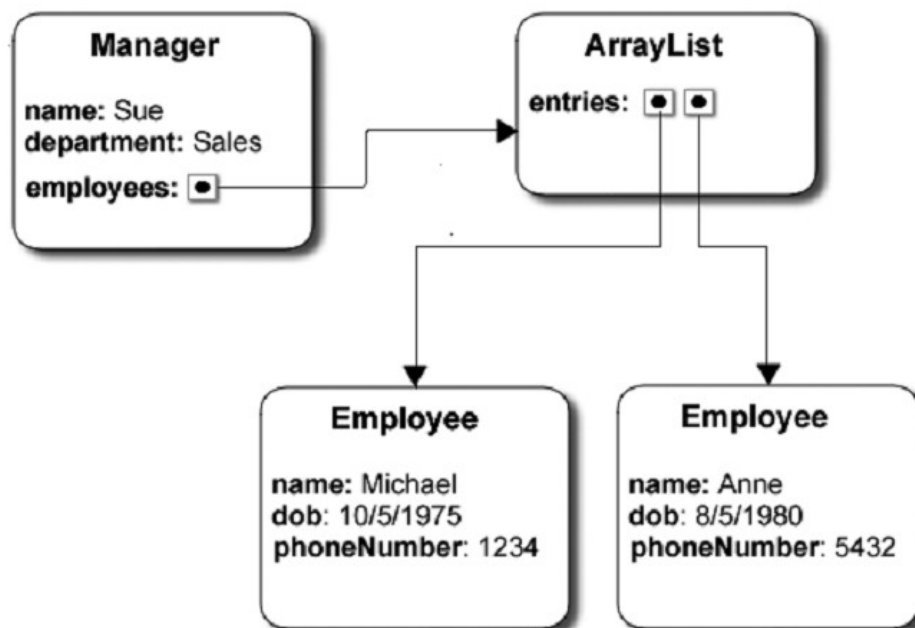 Manager
name: Sue
department: Sales
employees:
ArrayList
entries:
Employee
name: Michael
dob: 10/5/1975
phoneNumber: 1234
Employee
name: Anne
dob: 8/5/1980
phoneNumber: 5432